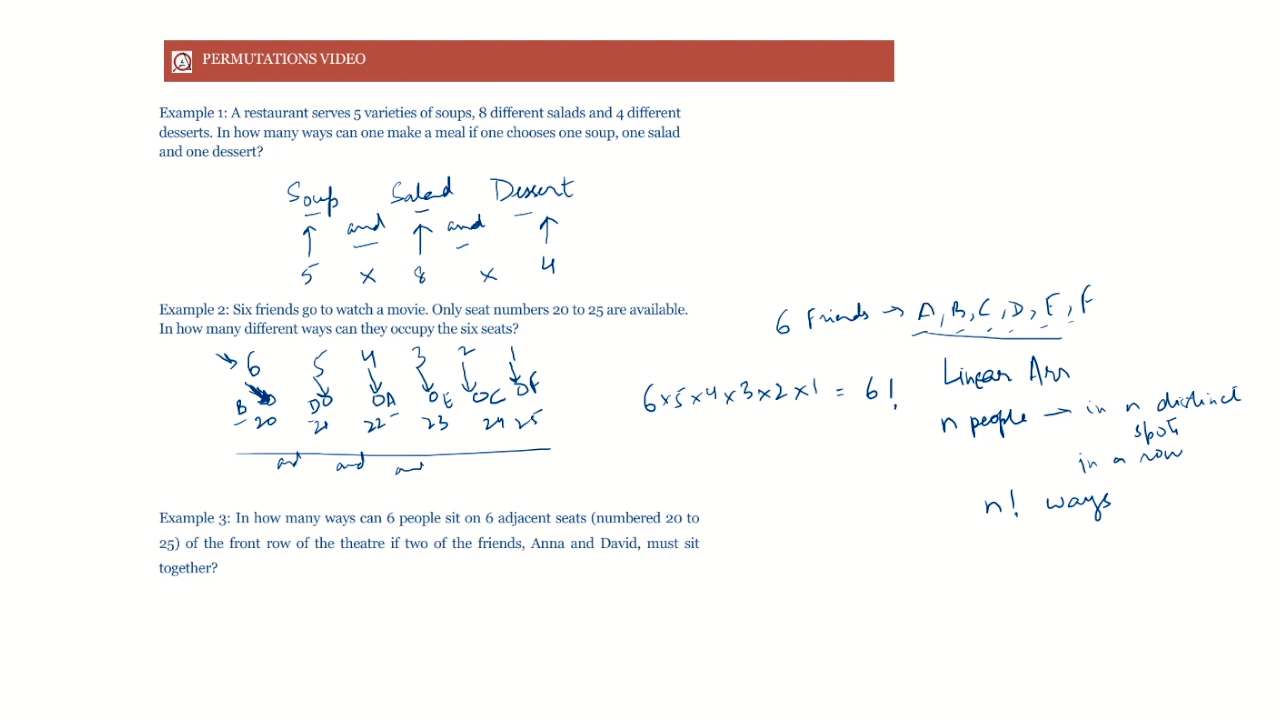 PERMUTATIONS VIDEO
Example 1: A restaurant serves 5 varieties of soups, 8 different salads and 4 different
desserts. In how many ways can one make a meal if one chooses one soup, one salad
and one dessert?
Soup Salad Dessert
and and
5 × 8 × 4
Example 2: Six friends go to watch a movie. Only seat numbers 20 to 25 are available.
In how many different ways can they occupy the six seats?
6 5 4 3 2 1
B D A E C F
20 21 22 23 24 25
and and and
6 Friends → A, B, C, D, E, F
6×5×4×3×2×1 = 6!
Linear Arr
n people → in n distinct
spots
in a row
n! ways
Example 3: In how many ways can 6 people sit on 6 adjacent seats (numbered 20 to
25) of the front row of the theatre if two of the friends, Anna and David, must sit
together?